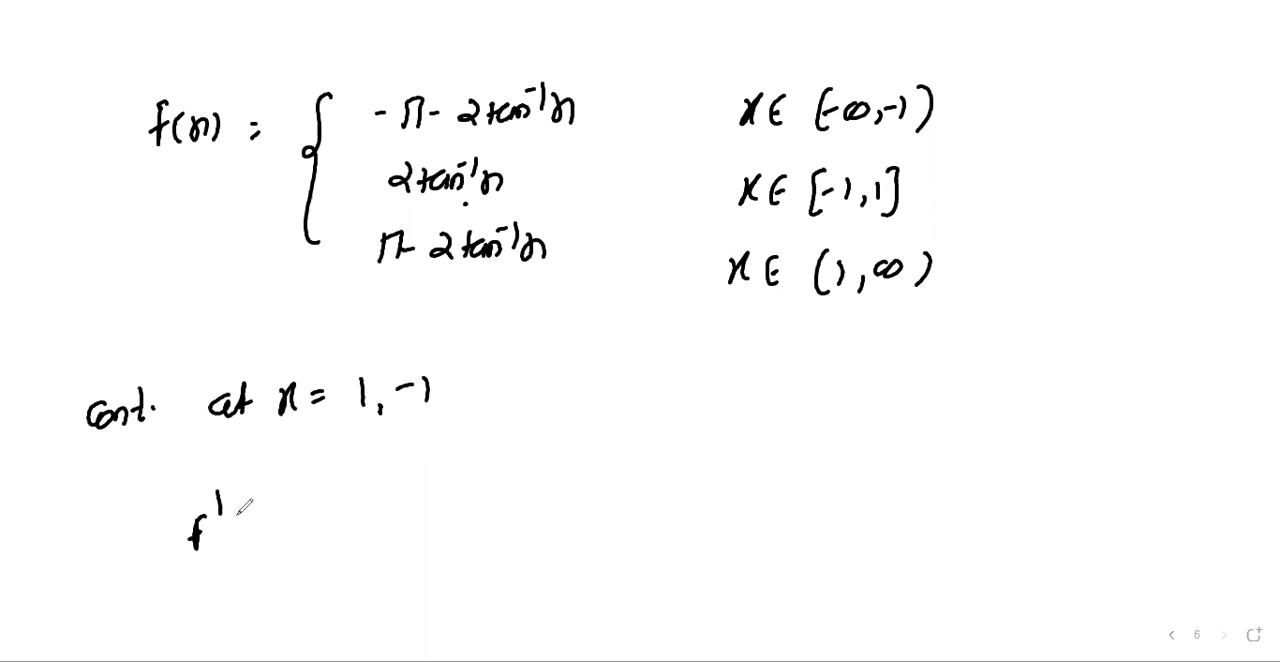 f(x) = { -π - 2tan⁻¹x x ∈ (-∞,-1)
2tan⁻¹x x ∈ [-1,1]
π - 2tan⁻¹x x ∈ (1,∞)
cont. at x = 1,-1
f'
6